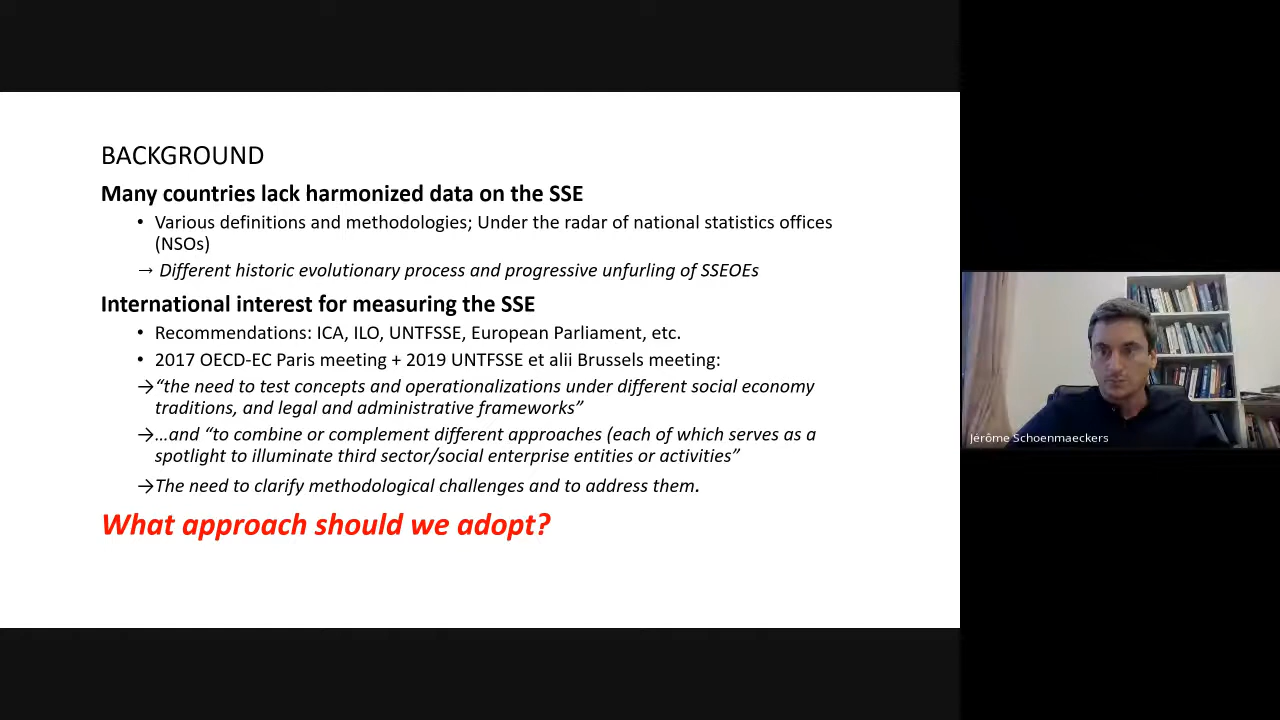 BACKGROUND
Many countries lack harmonized data on the SSE
• Various definitions and methodologies; Under the radar of national statistics offices
(NSOs)
→ Different historic evolutionary process and progressive unfurling of SSEOEs
International interest for measuring the SSE
• Recommendations: ICA, ILO, UNTFSSE, European Parliament, etc.
• 2017 OECD-EC Paris meeting + 2019 UNTFSSE et alii Brussels meeting:
→“the need to test concepts and operationalizations under different social economy
traditions, and legal and administrative frameworks”
→…and “to combine or complement different approaches (each of which serves as a
spotlight to illuminate third sector/social enterprise entities or activities”
→The need to clarify methodological challenges and to address them.
What approach should we adopt?
Jérôme Schoenmaeckers